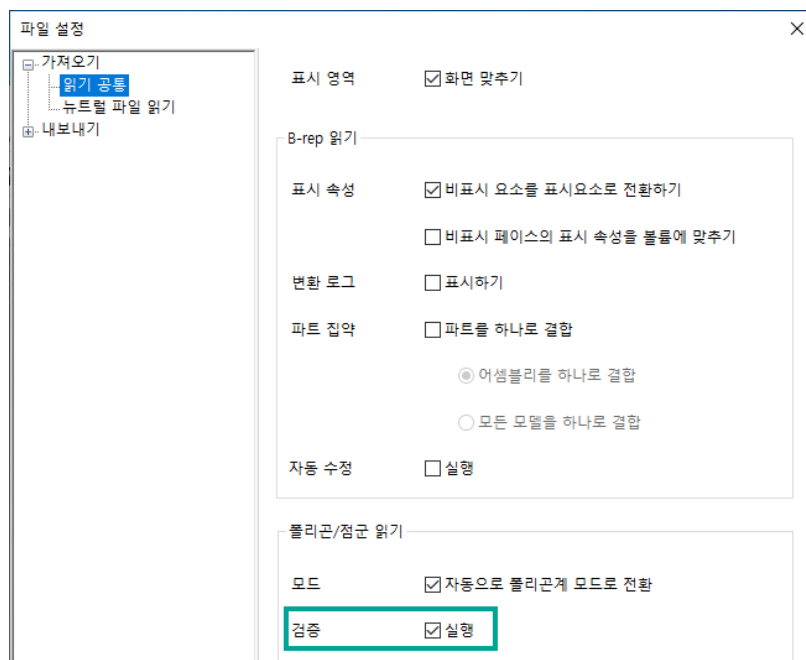 파일 설정
가져오기
읽기 공통
뉴트럴 파일 읽기
내보내기
표시 영역 화면 맞추기
B-rep 읽기
표시 속성 비표시 요소를 표시요소로 전환하기
비표시 페이스의 표시 속성을 볼륨에 맞추기
변환 로그 표시하기
파트 집약 파트를 하나로 결합
어셈블리를 하나로 결합
모든 모델을 하나로 결합
자동 수정 실행
폴리곤/점군 읽기
모드 자동으로 폴리곤계 모드로 전환
검증 실행